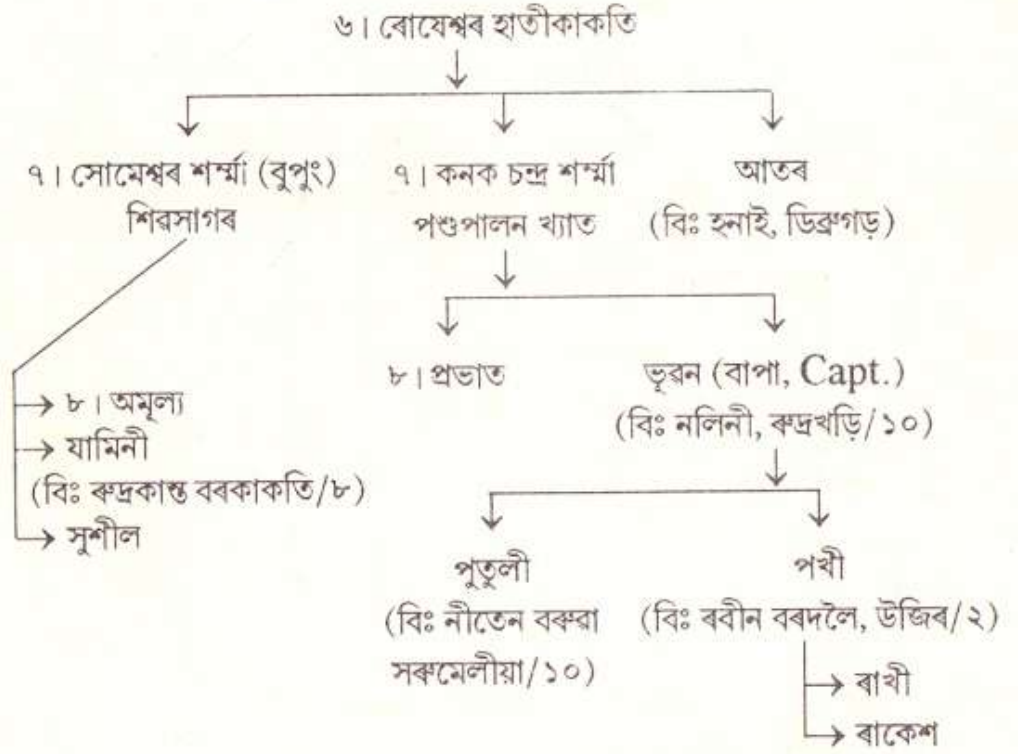 ৬। ৰোষেশ্বৰ হাতীকাকতি
৭। সোমেশ্বৰ শৰ্ম্মা (বুপুং)
শিৱসাগৰ
৭। কনক চন্দ্ৰ শৰ্ম্মা
পশুপালন খ্যাত
আতৰ
(বিঃ হনাই, ডিব্ৰুগড়)
৮। প্ৰভাত
ভূৱন (বাপা, Capt.)
(বিঃ নলিনী, ৰুদ্ৰখড়ি/১০)
৮। অমূল্য
যামিনী
(বিঃ ৰুদ্ৰকান্ত বৰকাকতি/৮)
সুশীল
পুতুলী
(বিঃ নীতেন বৰুৱা
সৰুমেলীয়া/১০)
পখী
(বিঃ ৰবীন বৰদলৈ, উজিৰ/২)
ৰাখী
ৰাকেশ